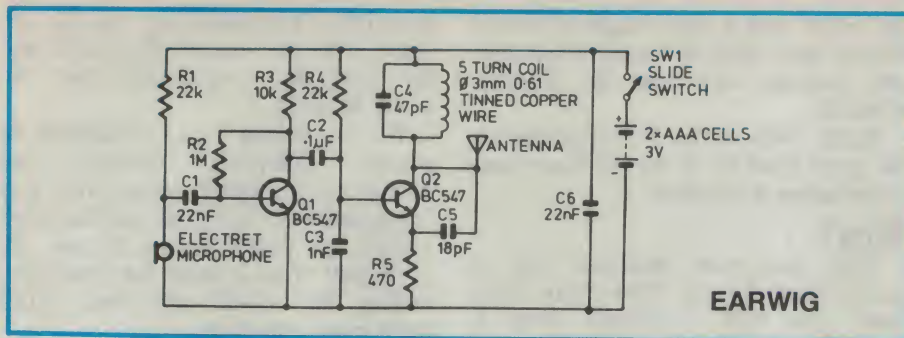 R1
22k
R3
10k
R4
22k
R2
1M
C1
22nF
C2
.1µF
Q1
BC547
C3
1nF
ELECTRET
MICROPHONE
C4
47pF
5 TURN COIL
Ø 3mm 0·61
TINNED COPPER
WIRE
ANTENNA
Q2
BC547
C5
18pF
R5
470
C6
22nF
SW1
SLIDE
SWITCH
+
2×AAA CELLS
3V
-
EARWIG